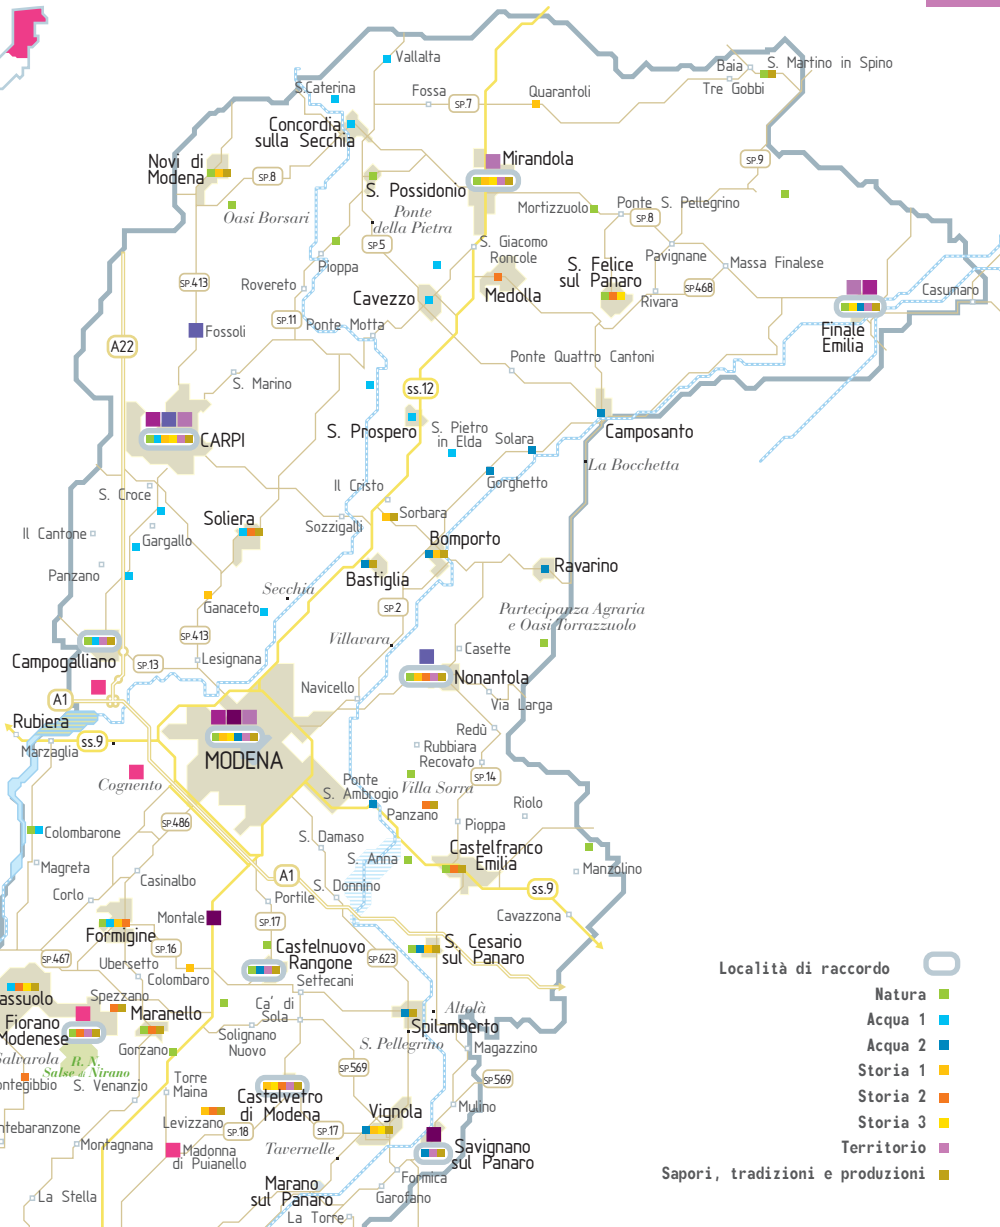 Vallalta
S.Caterina
Fossa
SP.7
Quarantoli
Baia
S. Martino in Spino
Tre Gobbi
Concordia
sulla Secchia
Novi di
Modena
SP.8
Mirandola
SP.9
S. Possidonio
Oasi Borsari
Ponte
della Pietra
Mortizzuolo
Ponte S. Pellegrino
SP.8
SP.5
S. Giacomo
Roncole
Pioppa
Pavignane
Massa Finalese
S. Felice
sul Panaro
SP.413
Rovereto
Cavezzo
Medolla
Rivara
SP.468
Casumaro
SP.11
Ponte Motta
Fossoli
Finale
Emilia
A22
Ponte Quattro Cantoni
S. Marino
ss.12
CARPI
S. Prospero
S. Pietro
in Elda
Solara
Camposanto
La Bocchetta
Gorghetto
S. Croce
Il Cristo
Soliera
Sozzigalli
Sorbara
Il Cantone
Gargallo
Bomporto
Panzano
Bastiglia
Ravarino
Secchia
Ganaceto
SP.2
Partecipanza Agraria
e Oasi Torrazzuolo
SP.413
Villavara
Campogalliano
SP.13
Lesignana
Casette
Nonantola
Navicello
A1
Via Larga
Rubiera
ss.9
Marzaglia
MODENA
Redù
Rubbiara
Recovato
Cognento
Ponte
S. Ambrogio
Villa Sorra
SP.14
Panzano
Riolo
SP.486
Colombarone
Pioppa
S. Damaso
Castelfranco
Emilia
S. Anna
Magreta
Casinalbo
A1
S. Donnino
Manzolino
ss.9
Corlo
Portile
Montale
Cavazzona
SP.17
Formigine
SP.16
Castelnuovo
Rangone
S. Cesario
sul Panaro
SP.467
SP.623
Ubersetto
Colombaro
Settecani
assuolo
Spezzano
Ca' di
Sola
Altolà
Fiorano
Modenese
Maranello
Spilamberto
Solignano
Nuovo
S. Pellegrino
Gorzano
Magazzino
Salvarola
R. N.
Salse di Nirano
SP.569
SP.569
ontegibbio
S. Venanzio
Torre
Maina
Castelvetro
di Modena
Vignola
Mulino
Levizzano
SP.18
SP.17
ntebaranzone
Montagnana
Madonna
di Puianello
Tavernelle
Savignano
sul Panaro
La Stella
Marano
sul Panaro
Formica
Garofano
La Torre
Località di raccordo
Natura
Acqua 1
Acqua 2
Storia 1
Storia 2
Storia 3
Territorio
Sapori, tradizioni e produzioni